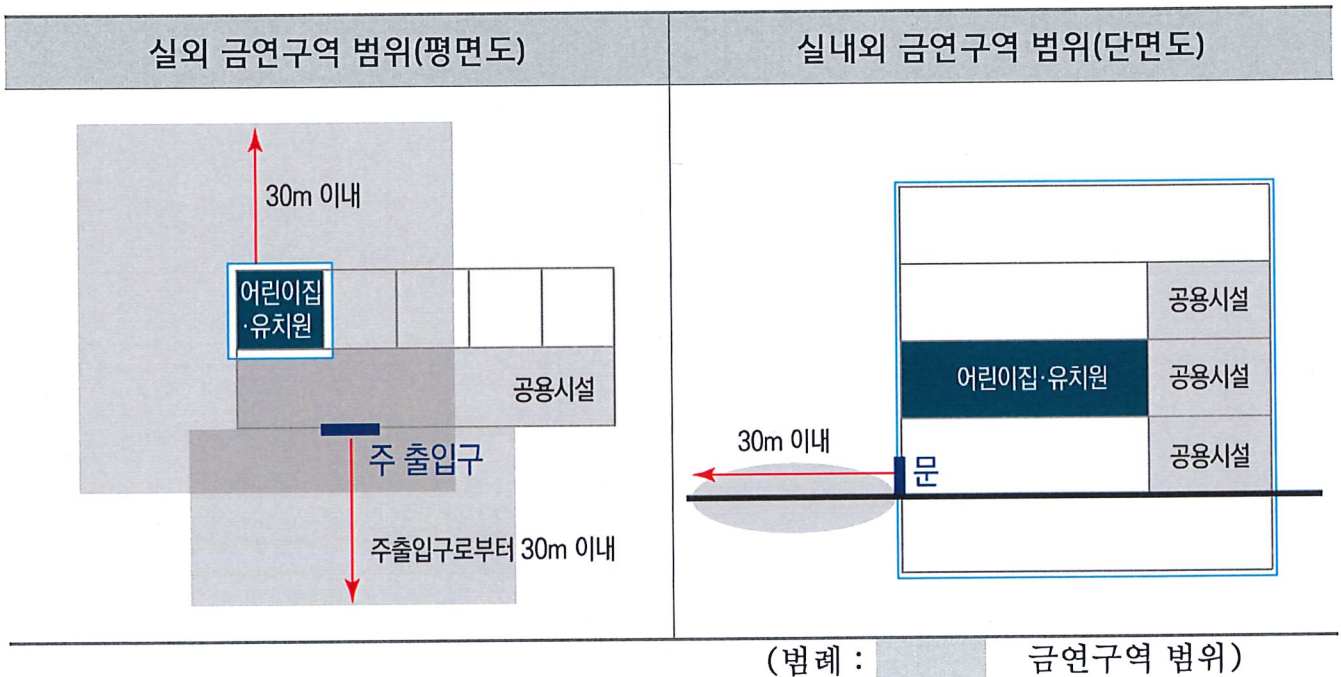 실외 금연구역 범위(평면도)
실내외 금연구역 범위(단면도)
30m 이내
어린이집
·유치원
공용시설
주 출입구
주출입구로부터 30m 이내
공용시설
어린이집·유치원
공용시설
30m 이내
문
공용시설
(범례 : 금연구역 범위)